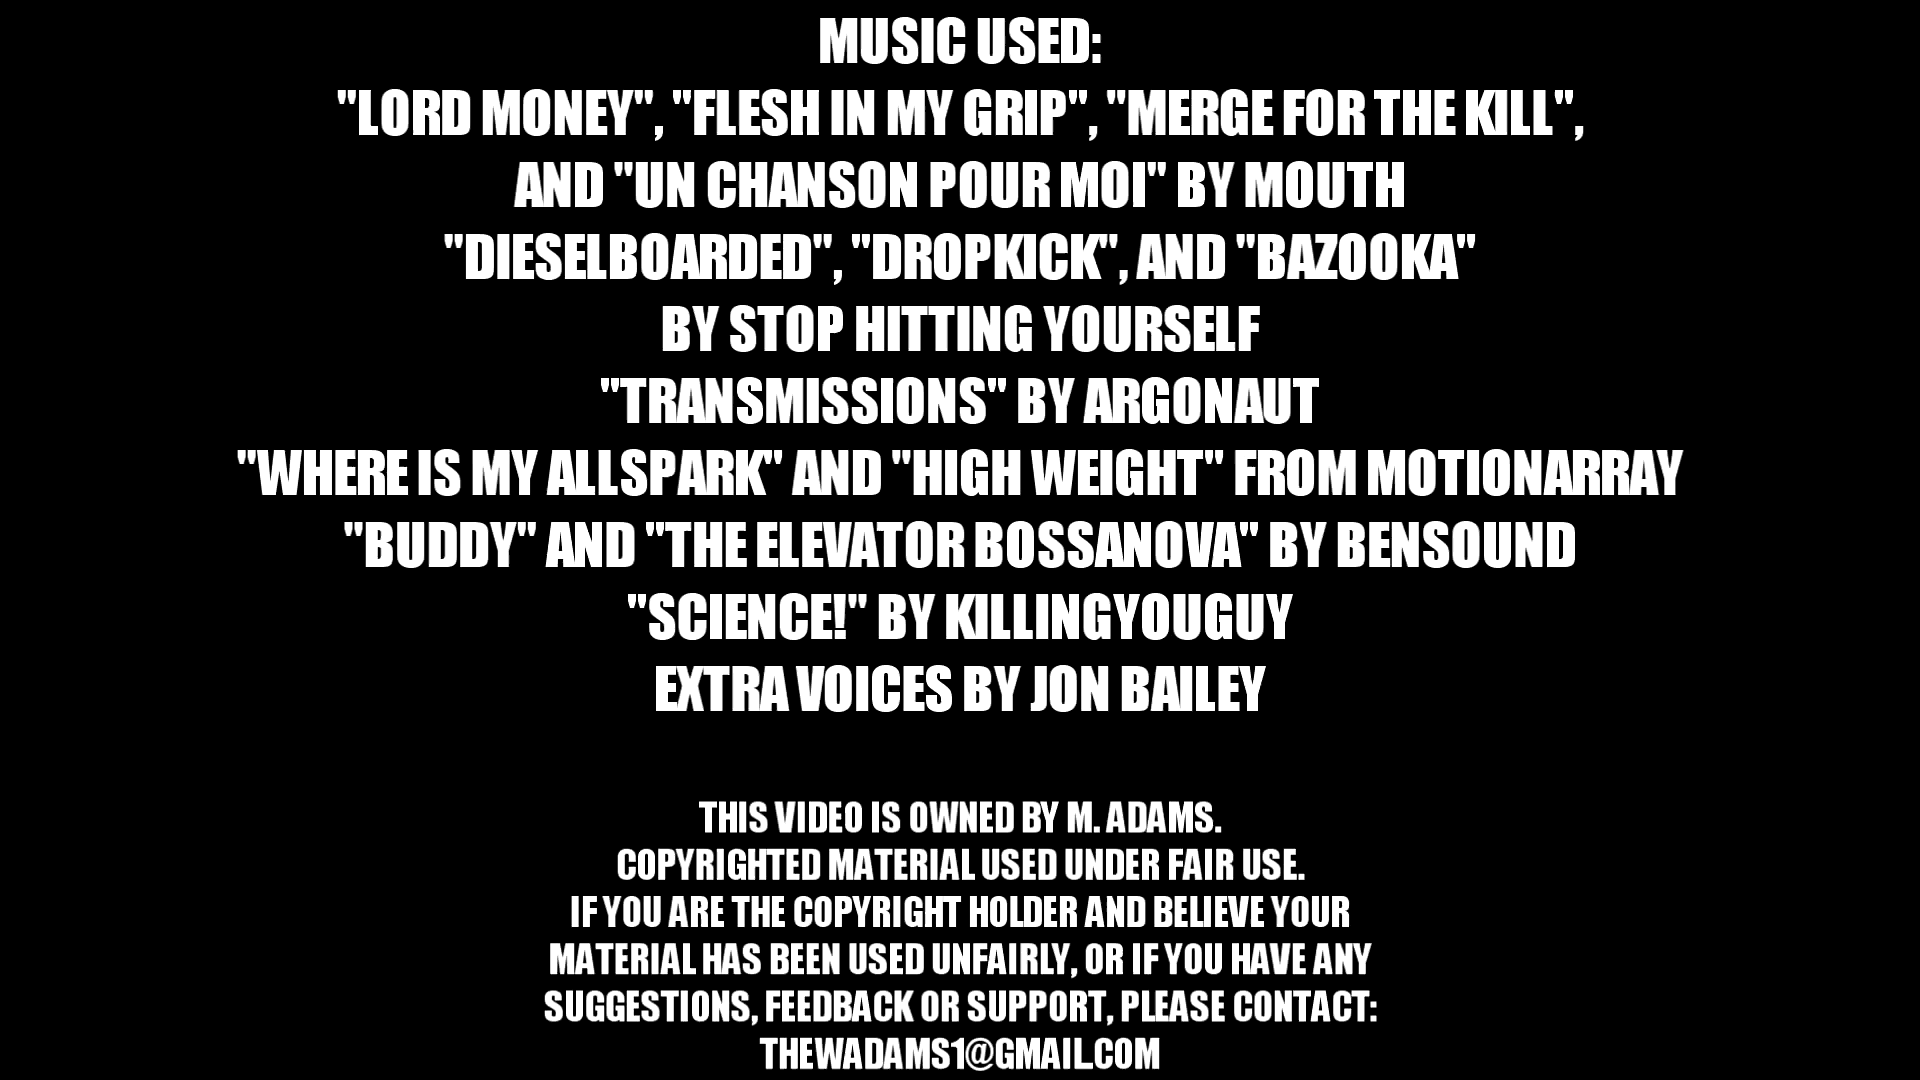 MUSIC USED:
"LORD MONEY", "FLESH IN MY GRIP", "MERGE FOR THE KILL",
AND "UN CHANSON POUR MOI" BY MOUTH
"DIESELBOARDED", "DROPKICK", AND "BAZOOKA"
BY STOP HITTING YOURSELF
"TRANSMISSIONS" BY ARGONAUT
"WHERE IS MY ALLSPARK" AND "HIGH WEIGHT" FROM MOTIONARRAY
"BUDDY" AND "THE ELEVATOR BOSSANOVA" BY BENSOUND
"SCIENCE!" BY KILLINGYOUGUY
EXTRA VOICES BY JON BAILEY
THIS VIDEO IS OWNED BY M. ADAMS.
COPYRIGHTED MATERIAL USED UNDER FAIR USE.
IF YOU ARE THE COPYRIGHT HOLDER AND BELIEVE YOUR
MATERIAL HAS BEEN USED UNFAIRLY, OR IF YOU HAVE ANY
SUGGESTIONS, FEEDBACK OR SUPPORT, PLEASE CONTACT:
THEWADAMS1@GMAIL.COM